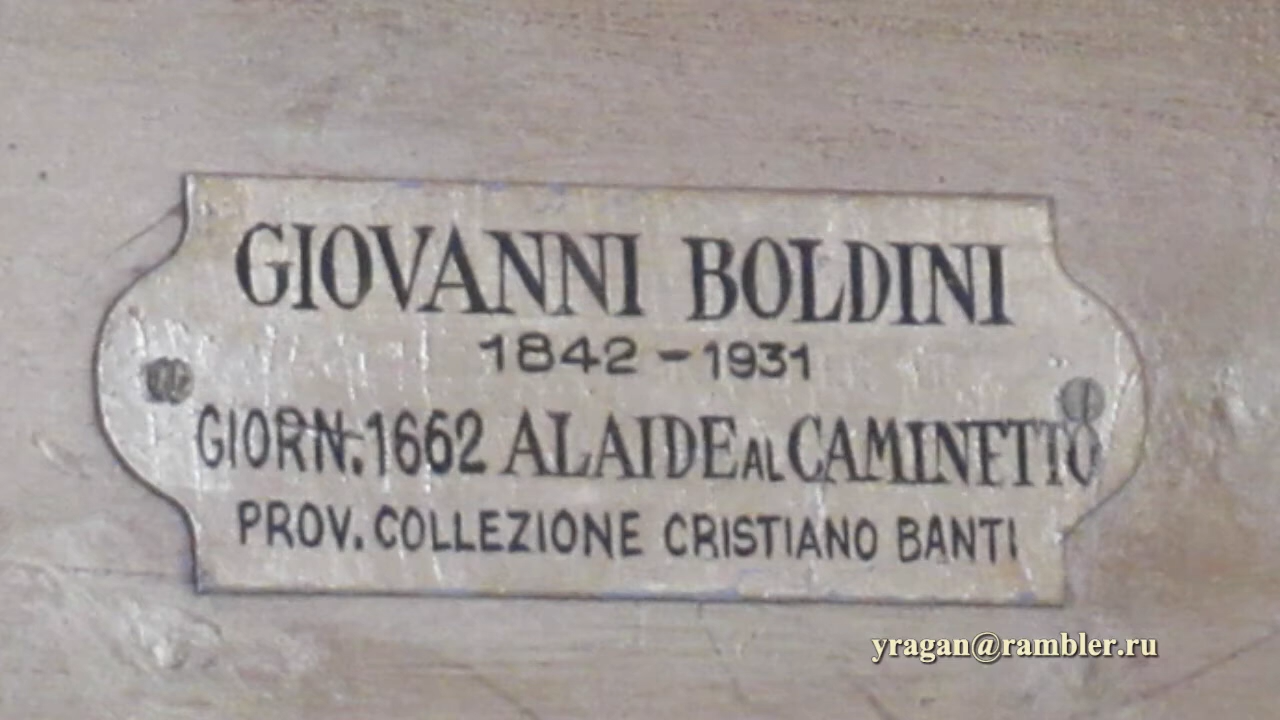 GIOVANNI BOLDINI
1842 - 1931
GIORN. 1662 ALAIDE AL CAMINETTO
PROV. COLLEZIONE CRISTIANO BANTI
yragan@rambler.ru